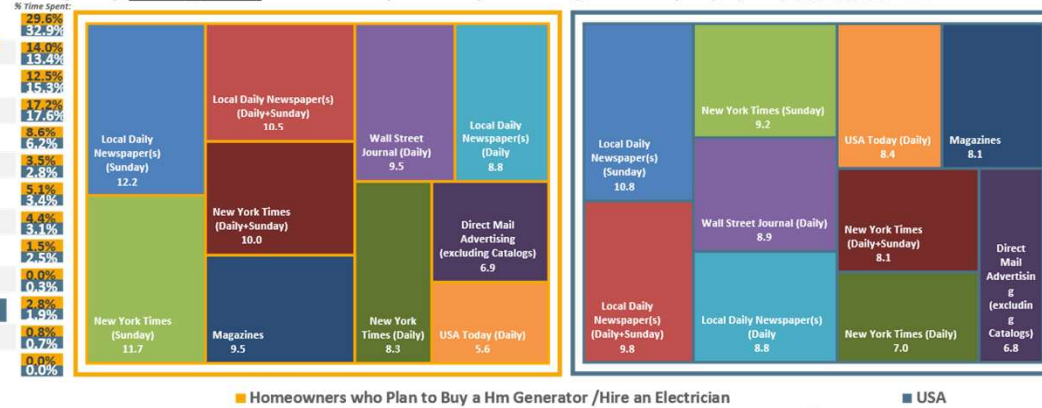 % Time Spent:
29.6%
32.9%
14.0%
13.4%
12.5%
15.3%
17.2%
17.6%
8.6%
6.2%
3.5%
2.8%
5.1%
3.4%
4.4%
3.1%
1.5%
2.5%
0.0%
0.3%
2.8%
1.9%
0.8%
0.7%
0.0%
0.0%
Local Daily
Newspaper(s)
(Sunday)
12.2
New York Times
(Sunday)
11.7
Local Daily Newspaper(s)
(Daily+Sunday)
10.5
New York Times
(Daily+Sunday)
10.0
Magazines
9.5
Wall Street
Journal (Daily)
9.5
Local Daily
Newspaper(s)
(Daily
8.8
New York
Times (Daily)
8.3
Direct Mail
Advertising
(excluding Catalogs)
6.9
USA Today (Daily)
5.6
Local Daily
Newspaper(s)
(Sunday)
10.8
Local Daily
Newspaper(s)
(Daily+Sunday)
9.8
New York Times (Sunday)
9.2
Wall Street Journal (Daily)
8.9
Local Daily Newspaper(s)
(Daily
8.8
USA Today (Daily)
8.4
Magazines
8.1
New York Times
(Daily+Sunday)
8.1
New York Times (Daily)
7.0
Direct
Mail
Advertisin
g
(excludin
g
Catalogs)
6.8
Homeowners who Plan to Buy a Hm Generator /Hire an Electrician
USA